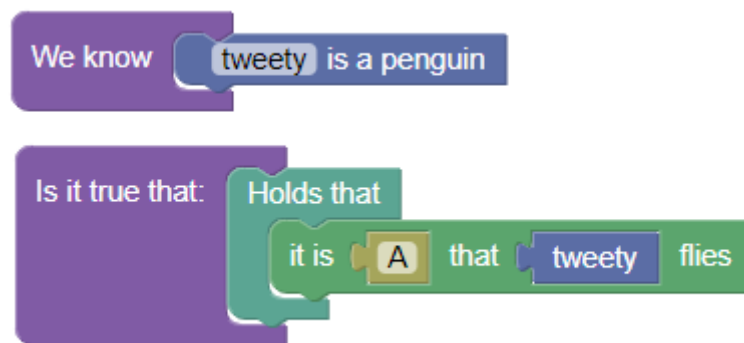 We know tweety is a penguin
Is it true that: Holds that
it is A that tweety flies